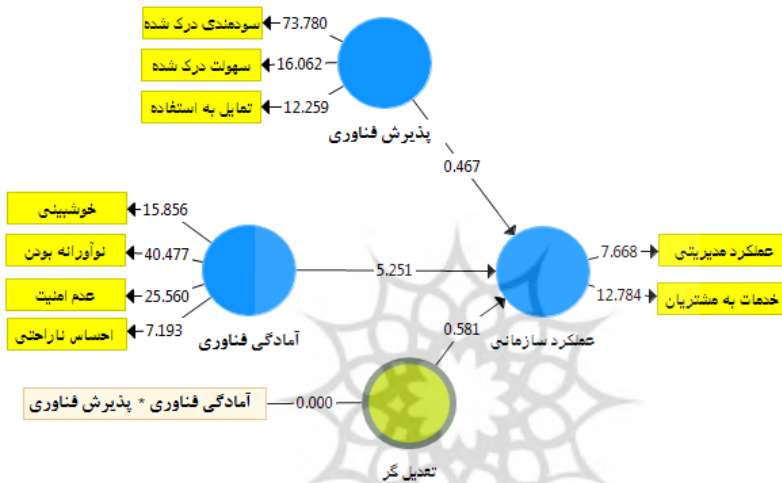 سودمندی درک شده
73.780
سهولت درک شده
16.062
تمایل به استفاده
12.259
پذیرش فناوری
0.467
خوشبینی
15.856
نوآورانه بودن
40.477
عدم امنیت
25.560
احساس ناراحتی
7.193
آمادگی فناوری
5.251
عملکرد مدیریتی
7.668
خدمات به مشتریان
12.784
عملکرد سازمانی
0.581
آمادگی فناوری * پذیرش فناوری
0.000
تعدیل گر